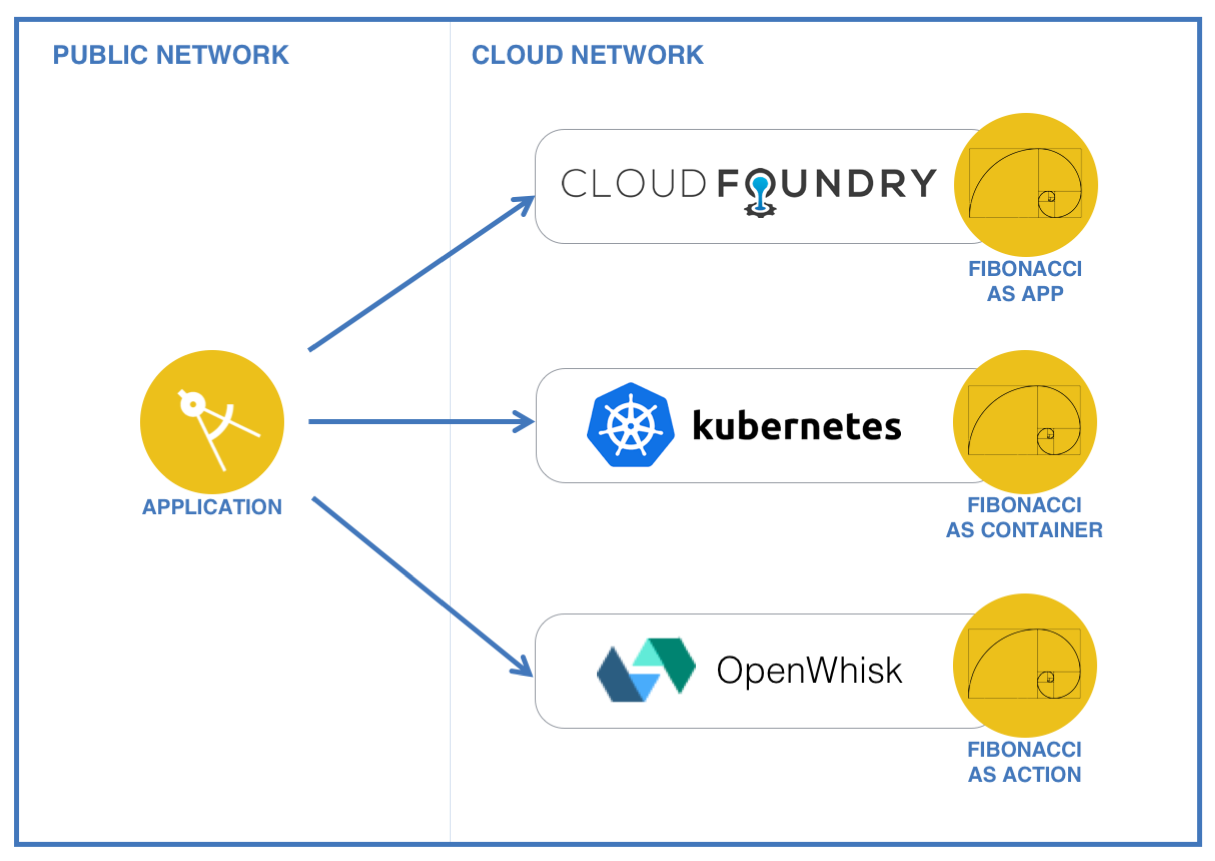 PUBLIC NETWORK
CLOUD NETWORK
CLOUD FOUNDRY
FIBONACCI
AS APP
APPLICATION
kubernetes
FIBONACCI
AS CONTAINER
OpenWhisk
FIBONACCI
AS ACTION